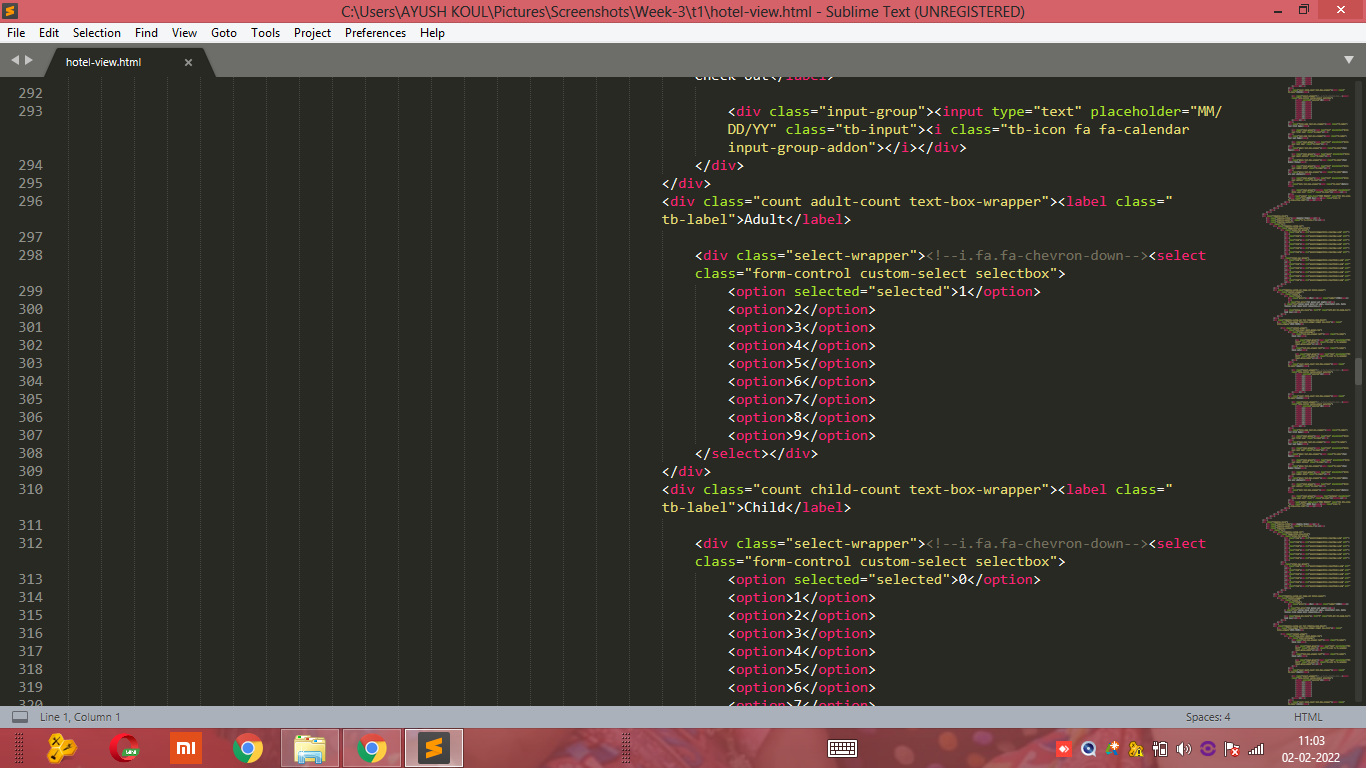 C:\Users\AYUSH KOUL\Pictures\Screenshots\Week-3\t1\hotel-view.html - Sublime Text (UNREGISTERED)
File Edit Selection Find View Goto Tools Project Preferences Help
hotel-view.html
Check out</label>
292
293 <div class="input-group"><input type="text" placeholder="MM/
DD/YY" class="tb-input"><i class="tb-icon fa fa-calendar
input-group-addon"></i></div>
294 </div>
295 </div>
296 <div class="count adult-count text-box-wrapper"><label class="
tb-label">Adult</label>
297
298 <div class="select-wrapper"><!--i.fa.fa-chevron-down--><select
class="form-control custom-select selectbox">
299 <option selected="selected">1</option>
300 <option>2</option>
301 <option>3</option>
302 <option>4</option>
303 <option>5</option>
304 <option>6</option>
305 <option>7</option>
306 <option>8</option>
307 <option>9</option>
308 </select></div>
309 </div>
310 <div class="count child-count text-box-wrapper"><label class="
tb-label">Child</label>
311
312 <div class="select-wrapper"><!--i.fa.fa-chevron-down--><select
class="form-control custom-select selectbox">
313 <option selected="selected">0</option>
314 <option>1</option>
315 <option>2</option>
316 <option>3</option>
317 <option>4</option>
318 <option>5</option>
319 <option>6</option>
320 <option>7</option>
Line 1, Column 1 Spaces: 4 HTML
mi
11:03
02-02-2022